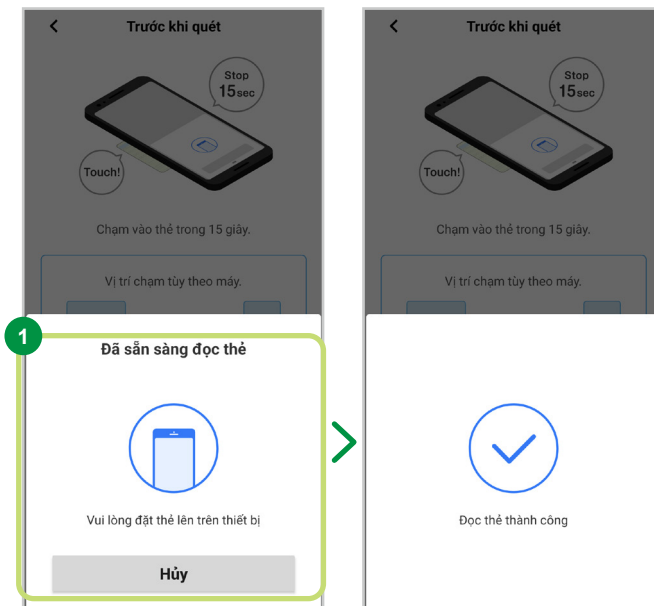 Trước khi quét
Stop
15sec
Touch!
Chạm vào thẻ trong 15 giây.
Vị trí chạm tùy theo máy.
1
Đã sẵn sàng đọc thẻ
Vui lòng đặt thẻ lên trên thiết bị
Hủy
Trước khi quét
Stop
15sec
Touch!
Chạm vào thẻ trong 15 giây.
Vị trí chạm tùy theo máy.
Đọc thẻ thành công